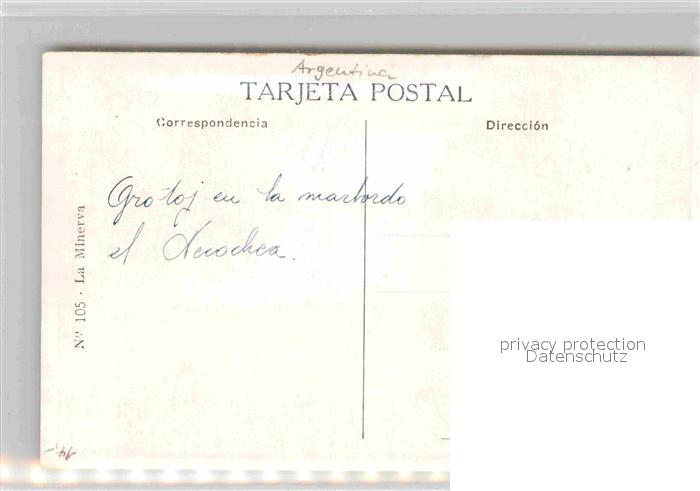 Argentina
TARJETA POSTAL
Correspondencia
Dirección
Grotoj en la marbordo
el Necochea.
Nº 105 - La Minerva
privacy protection
Datenschutz